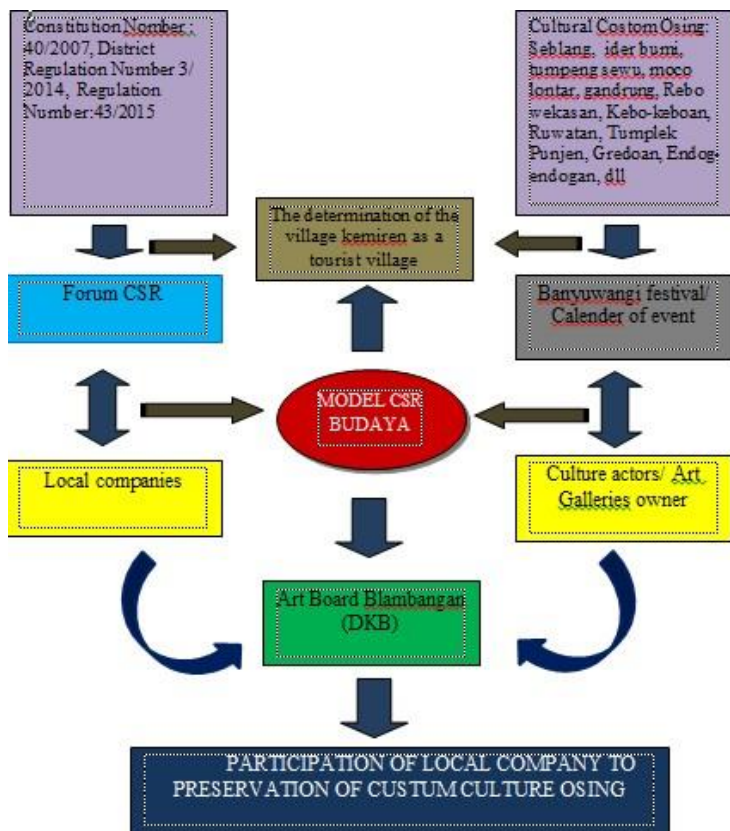 Constitution Nomber :
40/2007, District
Regulation Number 3/
2014, Regulation
Number:43/2015
Cultural Costom Osing:
Seblang, ider bumi,
tumpeng sewu, moco
lontar, gandrung, Rebo
wekasan, Kebo-keboan,
Ruwatan, Tumplek
Punjen, Gredoan, Endog-
endogan, dll
The determination of the
village kemiren as a
tourist village
Forum CSR
Banyuwangi festival/
Calender of event
MODEL CSR
BUDAYA
Local companies
Culture actors/ Art
Galleries owner
Art Board Blambangan
(DKB)
PARTICIPATION OF LOCAL COMPANY TO
PRESERVATION OF CUSTUM CULTURE OSING